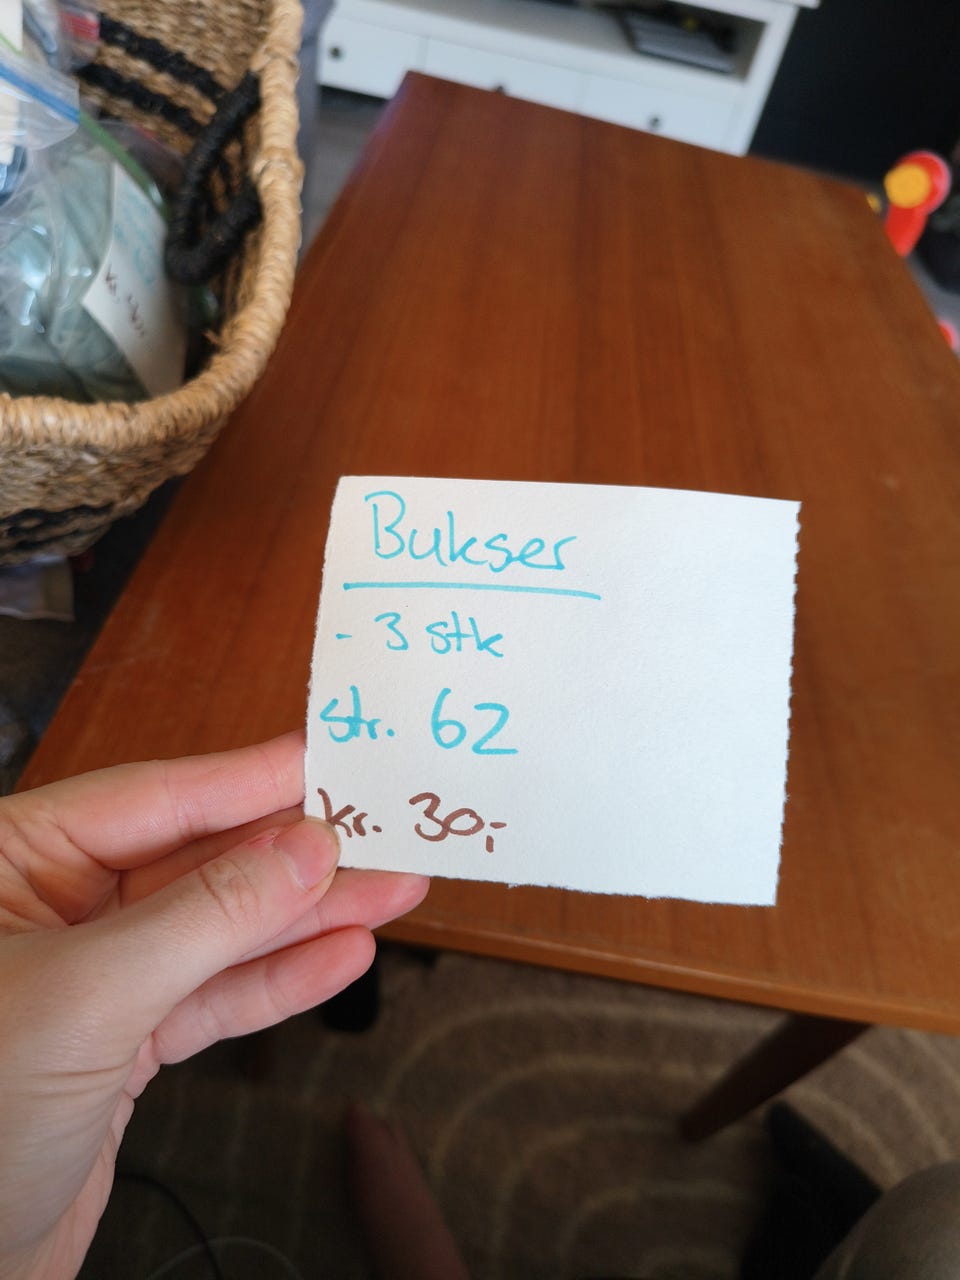 Bukser
- 3 stk
str. 62
kr. 30,-